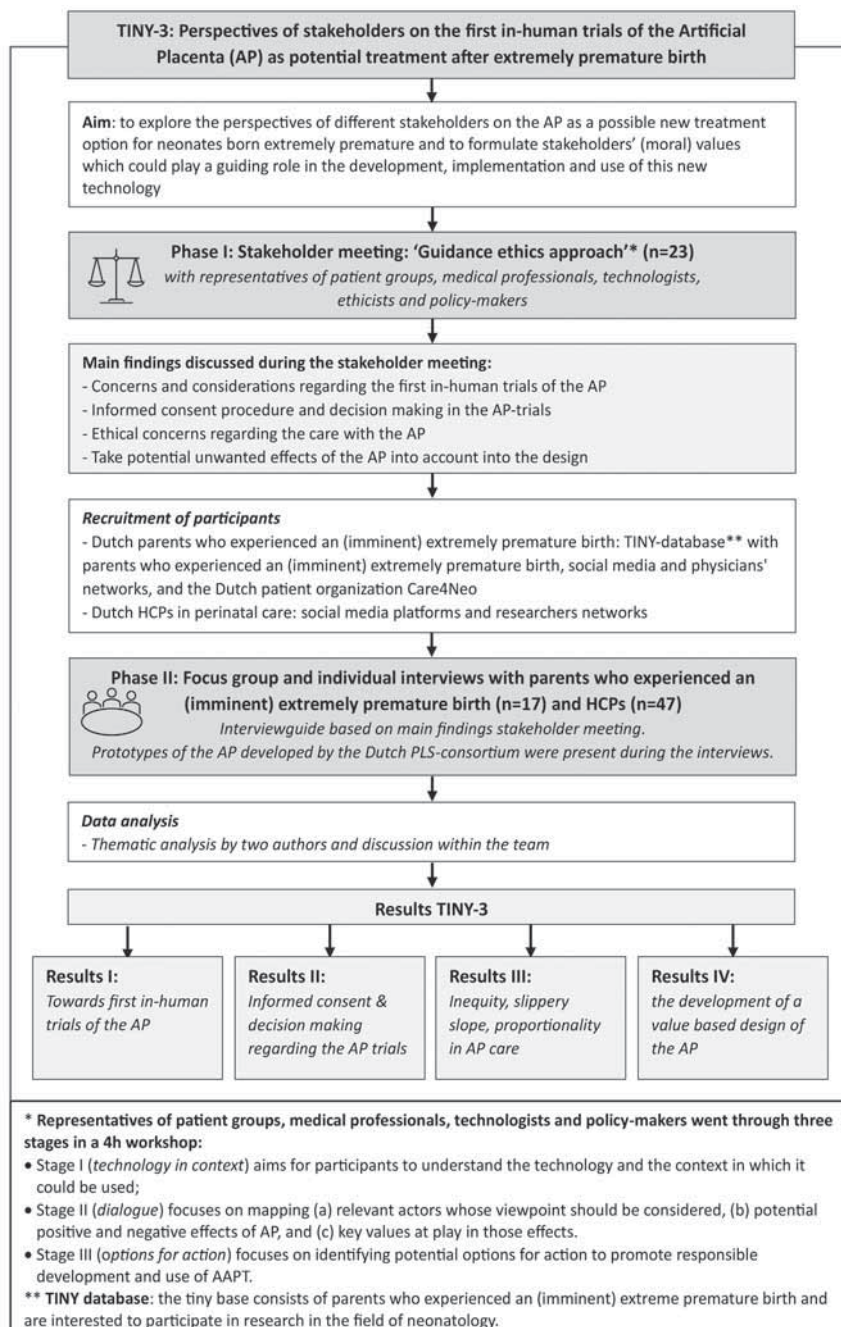 TINY-3: Perspectives of stakeholders on the first in-human trials of the Artificial
Placenta (AP) as potential treatment after extremely premature birth
Aim: to explore the perspectives of different stakeholders on the AP as a possible new treatment
option for neonates born extremely premature and to formulate stakeholders' (moral) values
which could play a guiding role in the development, implementation and use of this new
technology
Phase I: Stakeholder meeting: 'Guidance ethics approach'* (n=23)
with representatives of patient groups, medical professionals, technologists,
ethicists and policy-makers
Main findings discussed during the stakeholder meeting:
- Concerns and considerations regarding the first in-human trials of the AP
- Informed consent procedure and decision making in the AP-trials
- Ethical concerns regarding the care with the AP
- Take potential unwanted effects of the AP into account into the design
Recruitment of participants
- Dutch parents who experienced an (imminent) extremely premature birth: TINY-database** with
parents who experienced an (imminent) extremely premature birth, social media and physicians'
networks, and the Dutch patient organization Care4Neo
- Dutch HCPs in perinatal care: social media platforms and researchers networks
Phase II: Focus group and individual interviews with parents who experienced an
(imminent) extremely premature birth (n=17) and HCPs (n=47)
Interviewguide based on main findings stakeholder meeting.
Prototypes of the AP developed by the Dutch PLS-consortium were present during the interviews.
Data analysis
- Thematic analysis by two authors and discussion within the team
Results TINY-3
Results I:
Towards first in-human
trials of the AP
Results II:
Informed consent &
decision making
regarding the AP trials
Results III:
Inequity, slippery
slope, proportionality
in AP care
Results IV:
the development of a
value based design of
the AP
* Representatives of patient groups, medical professionals, technologists and policy-makers went through three
stages in a 4h workshop:
• Stage I (technology in context) aims for participants to understand the technology and the context in which it
could be used;
• Stage II (dialogue) focuses on mapping (a) relevant actors whose viewpoint should be considered, (b) potential
positive and negative effects of AP, and (c) key values at play in those effects.
• Stage III (options for action) focuses on identifying potential options for action to promote responsible
development and use of AAPT.
** TINY database: the tiny base consists of parents who experienced an (imminent) extreme premature birth and
are interested to participate in research in the field of neonatology.